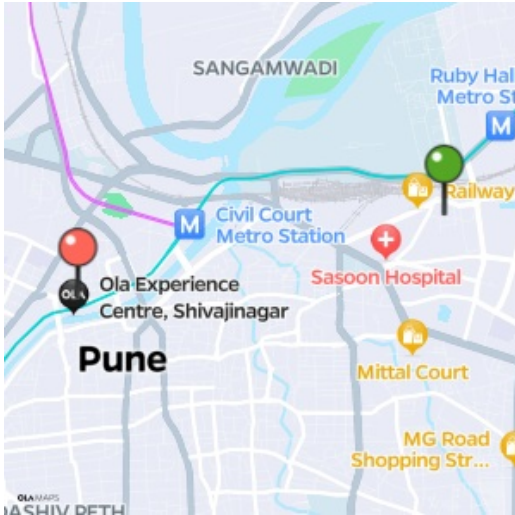 SANGAMWADI
Ruby Hal
Metro St
M
Railway
Civil Court
Metro Station
M
Sasoon Hospital
OLA
Ola Experience
Centre, Shivajinagar
Pune
Mittal Court
MG Road
Shopping Str...
OLA MAPS
DASHIV PETH